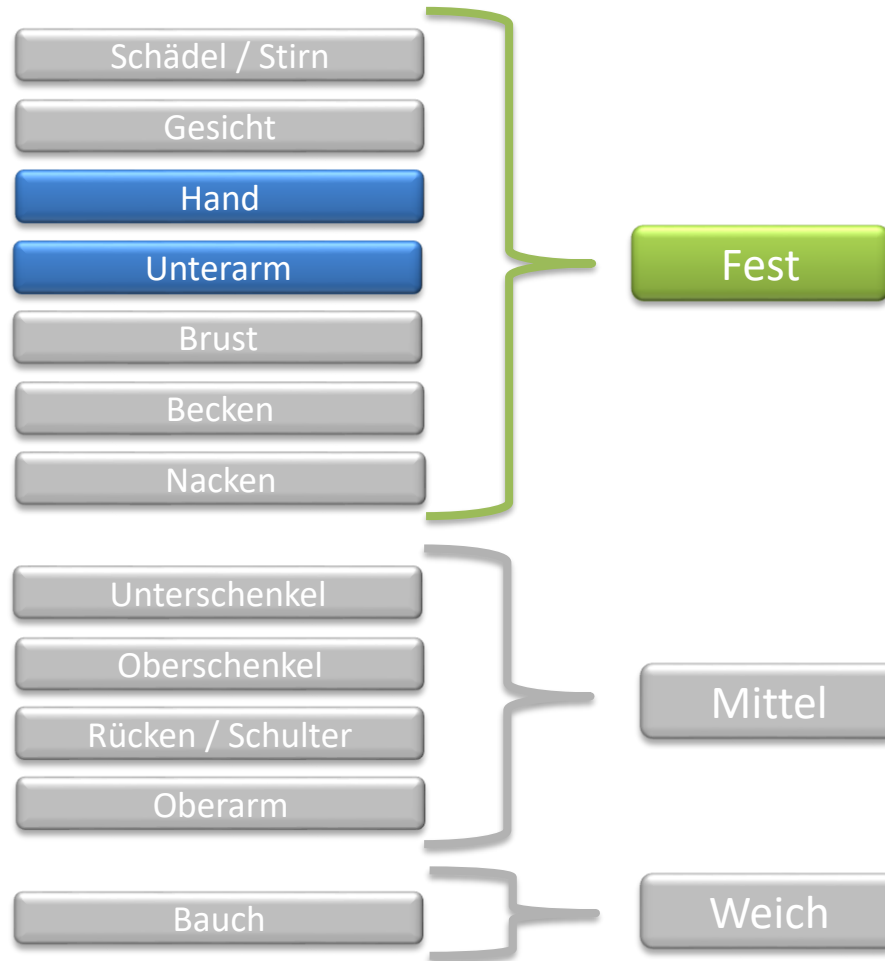 Schädel / Stirn
Gesicht
Hand
Unterarm
Brust
Becken
Nacken
Fest
Unterschenkel
Oberschenkel
Rücken / Schulter
Oberarm
Mittel
Bauch
Weich